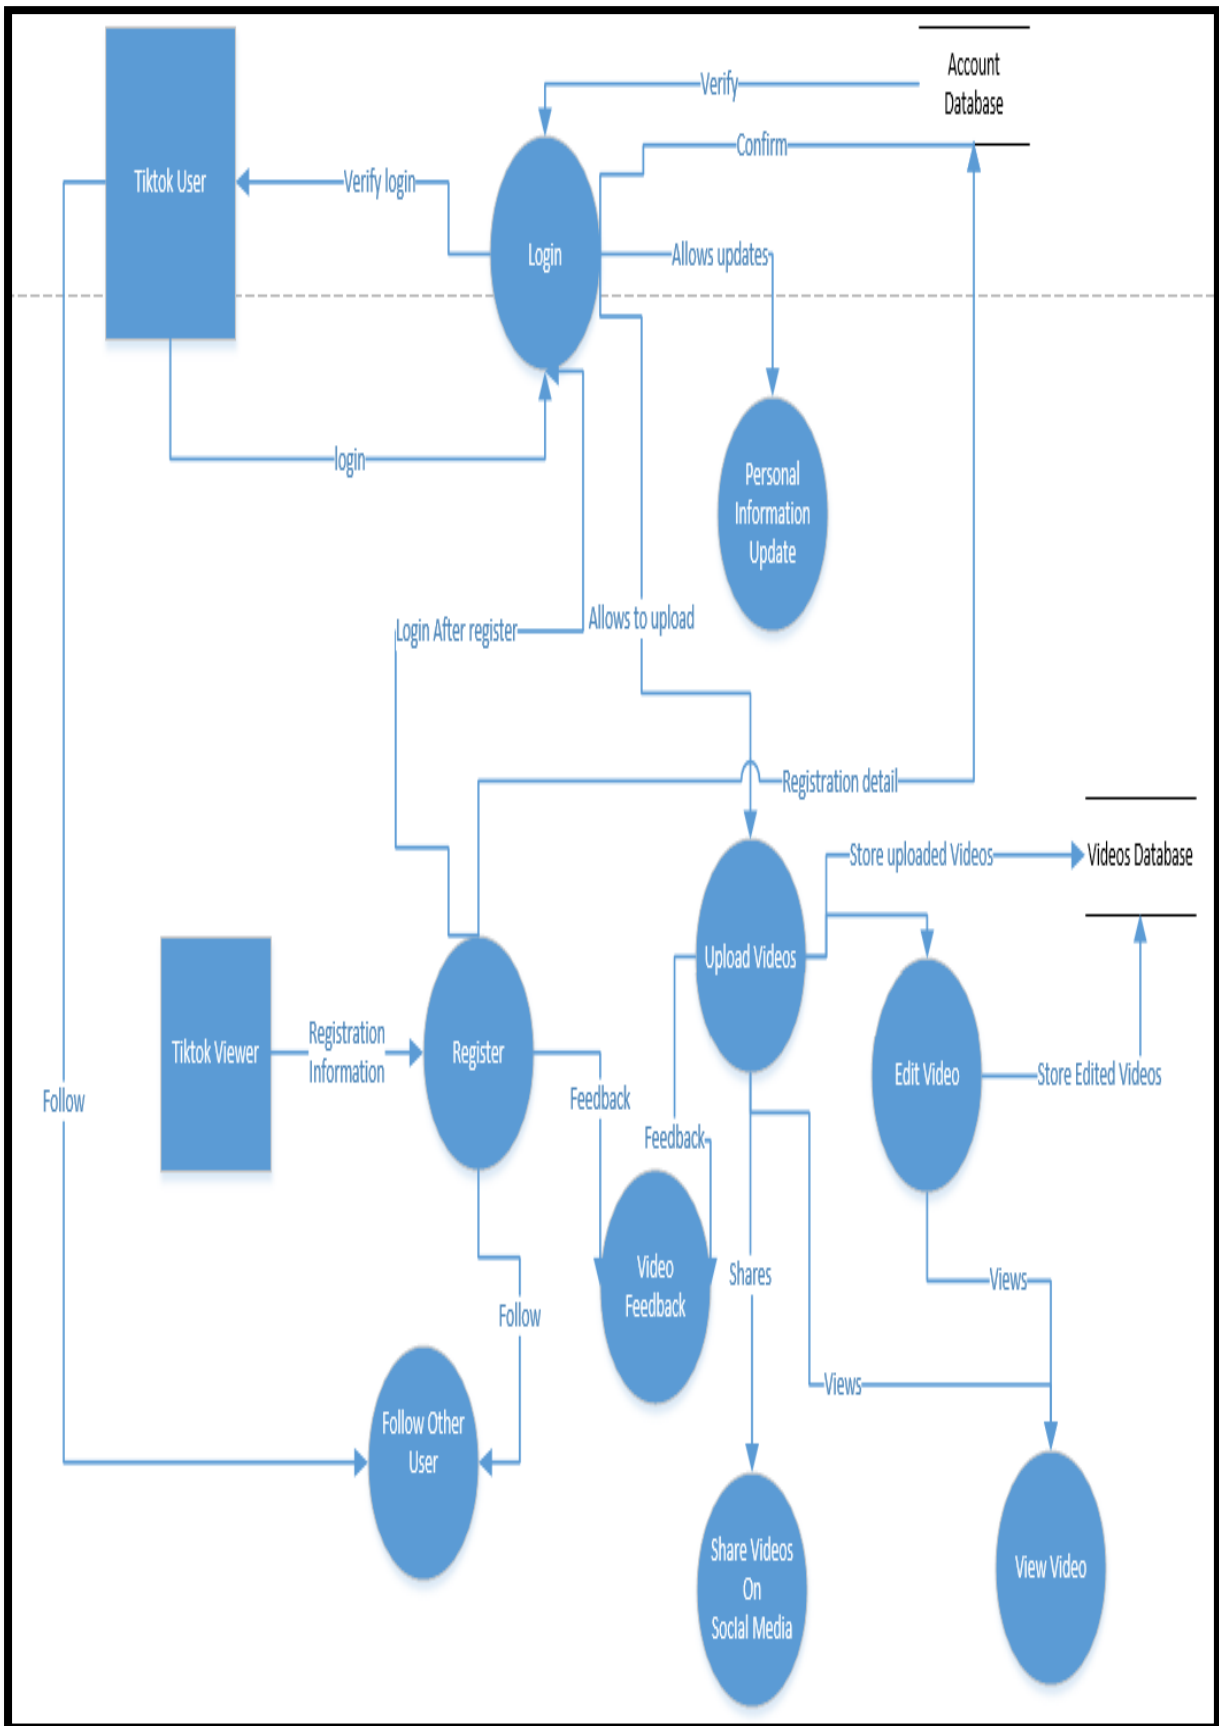 Account
Database
Verify
Confirm
Tiktok User
Verify login
Login
Allows updates
login
Personal
Information
Update
Login After register
Allows to upload
Registration detail
Store uploaded Videos
Videos Database
Upload Videos
Tiktok Viewer
Registration
Information
Register
Edit Video
Store Edited Videos
Follow
Feedback
Feedback
Video
Feedback
Shares
Views
Follow
Views
Follow Other
User
Share Videos
On
Social Media
View Video